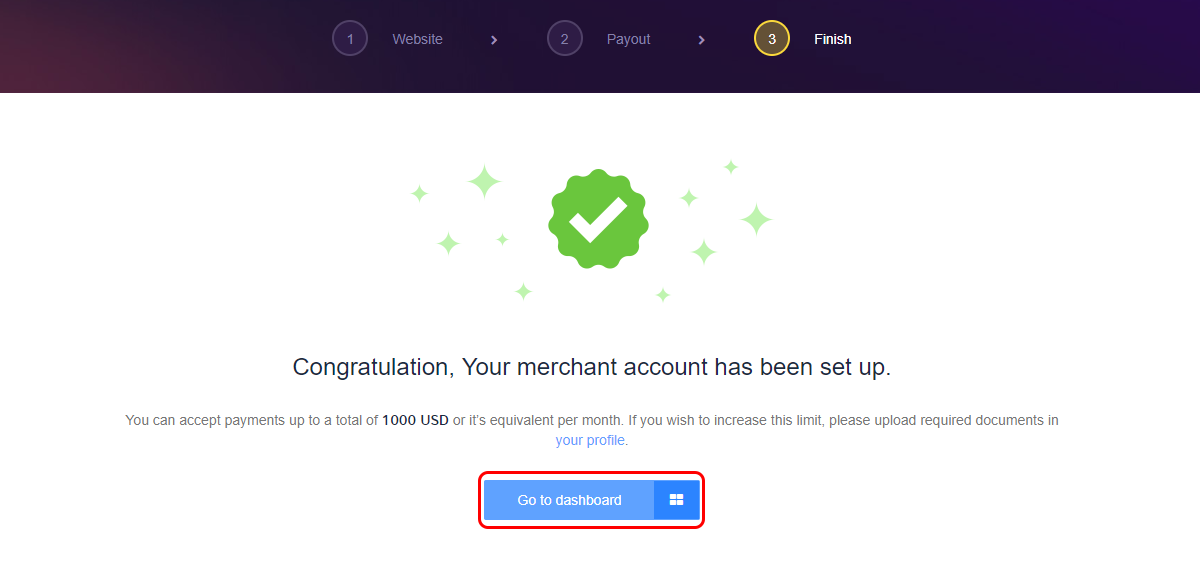 1 Website > 2 Payout > 3 Finish
Congratulation, Your merchant account has been set up.
You can accept payments up to a total of 1000 USD or it's equivalent per month. If you wish to increase this limit, please upload required documents in
your profile.
Go to dashboard